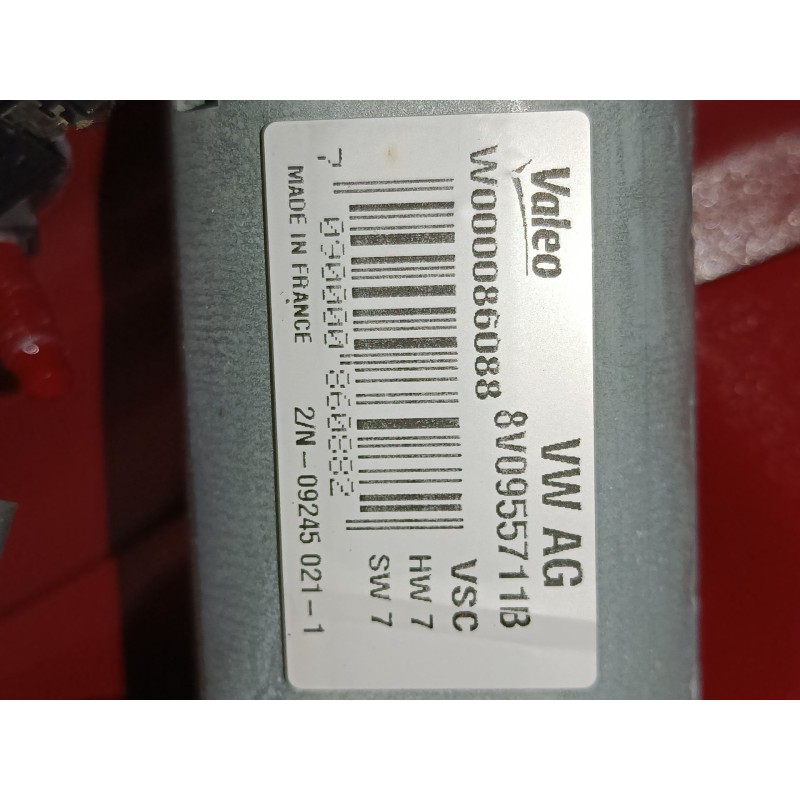 Valeo
VW AG
W000086088
8V0955711B
VSC
HW 7
SW 7
7 090000 860882
MADE IN FRANCE
2/N - 09245 021 - 1